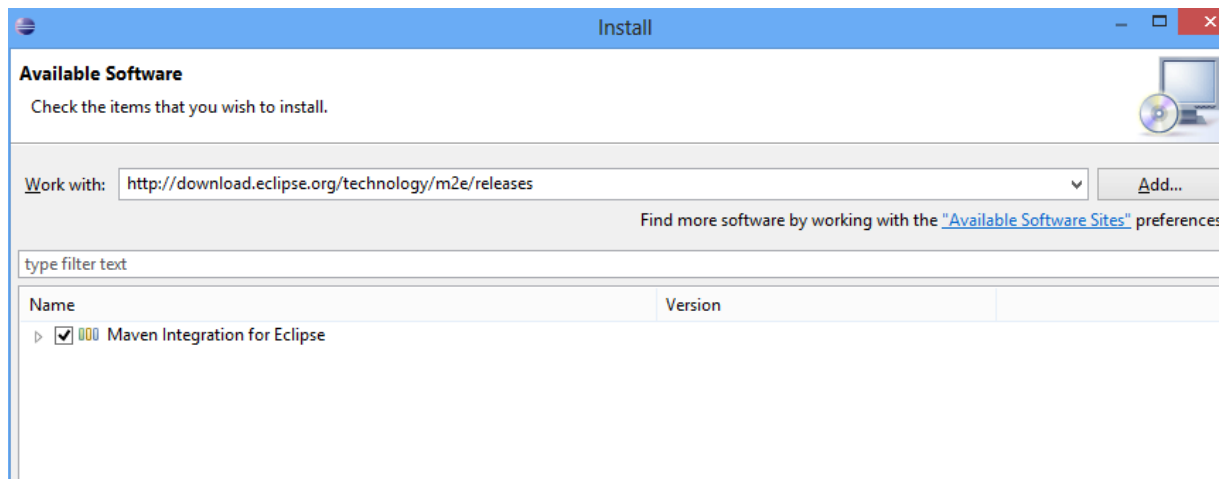 Install
Available Software
Check the items that you wish to install.
Work with: http://download.eclipse.org/technology/m2e/releases Add...
Find more software by working with the "Available Software Sites" preferences
type filter text
Name Version
Maven Integration for Eclipse